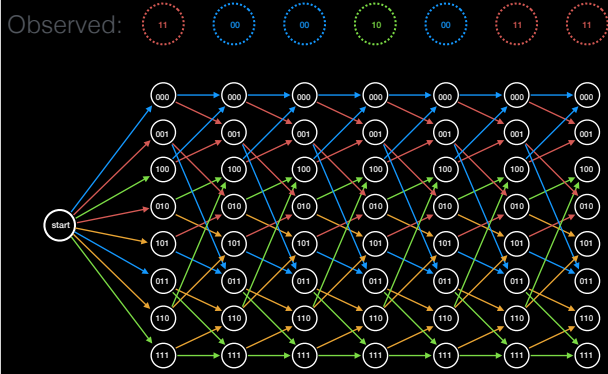 Observed: 11 00 00 10 00 11 11
000 000 000 000 000 000 000
001 001 001 001 001 001 001
100 100 100 100 100 100 100
010 010 010 010 010 010 010
start
101 101 101 101 101 101 101
011 011 011 011 011 011 011
110 110 110 110 110 110 110
111 111 111 111 111 111 111